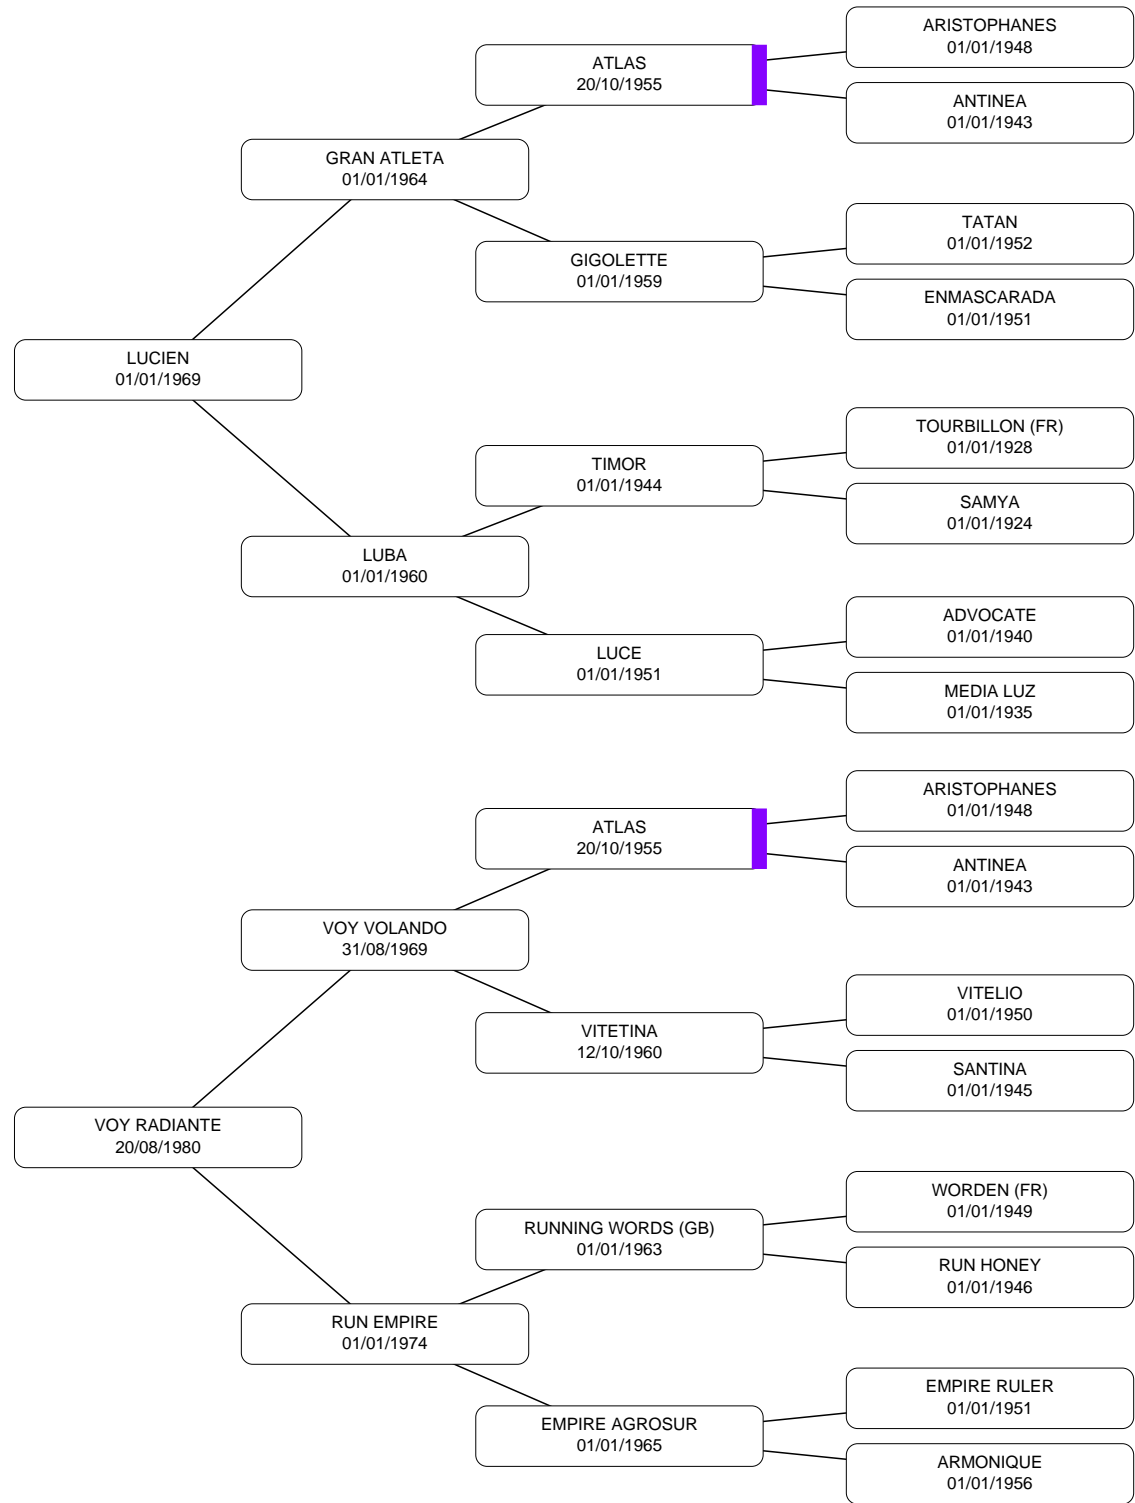 ARISTOPHANES
01/01/1948
ATLAS
20/10/1955
ANTINEA
01/01/1943
GRAN ATLETA
01/01/1964
TATAN
01/01/1952
GIGOLETTE
01/01/1959
ENMASCARADA
01/01/1951
LUCIEN
01/01/1969
TOURBILLON (FR)
01/01/1928
TIMOR
01/01/1944
SAMYA
01/01/1924
LUBA
01/01/1960
ADVOCATE
01/01/1940
LUCE
01/01/1951
MEDIA LUZ
01/01/1935
ARISTOPHANES
01/01/1948
ATLAS
20/10/1955
ANTINEA
01/01/1943
VOY VOLANDO
31/08/1969
VITELIO
01/01/1950
VITETINA
12/10/1960
SANTINA
01/01/1945
VOY RADIANTE
20/08/1980
WORDEN (FR)
01/01/1949
RUNNING WORDS (GB)
01/01/1963
RUN HONEY
01/01/1946
RUN EMPIRE
01/01/1974
EMPIRE RULER
01/01/1951
EMPIRE AGROSUR
01/01/1965
ARMONIQUE
01/01/1956